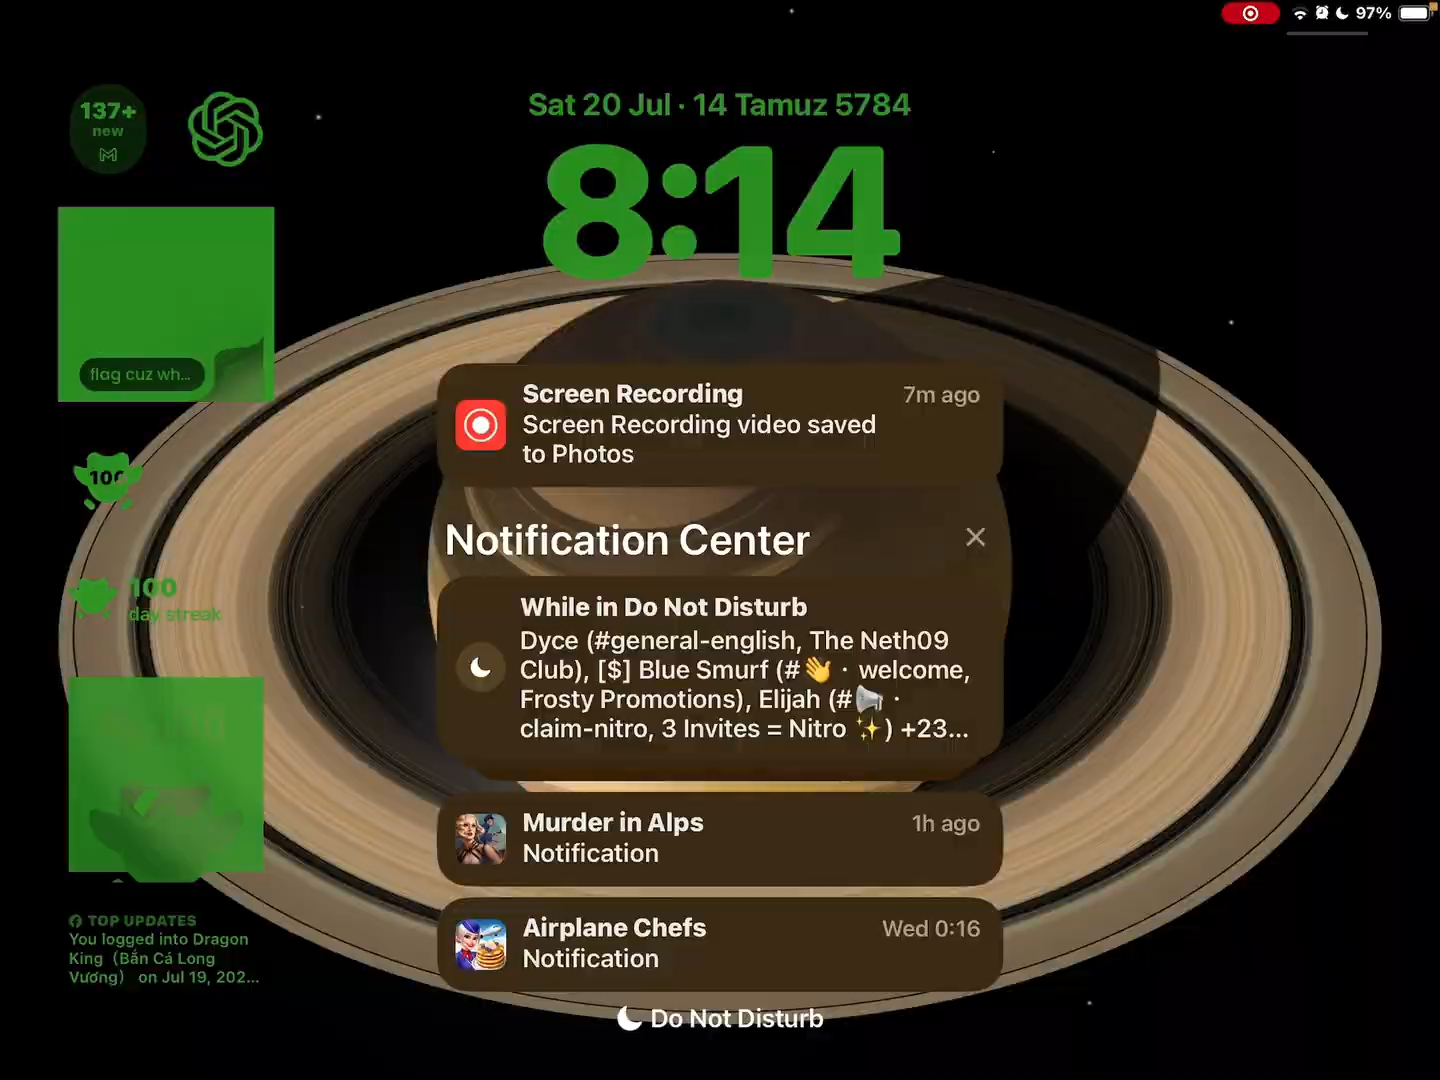 97%
137+
new
Sat 20 Jul · 14 Tamuz 5784
8:14
flag cuz wh...
100
100
day streak
TOP UPDATES
You logged into Dragon
King（Bắn Cá Long
Vương） on Jul 19, 202...
Screen Recording
7m ago
Screen Recording video saved
to Photos
Notification Center
While in Do Not Disturb
Dyce (#general-english, The Neth09
Club), [$] Blue Smurf (#👋 · welcome,
Frosty Promotions), Elijah (#📢 ·
claim-nitro, 3 Invites = Nitro ✨) +23...
Murder in Alps
1h ago
Notification
Airplane Chefs
Wed 0:16
Notification
Do Not Disturb